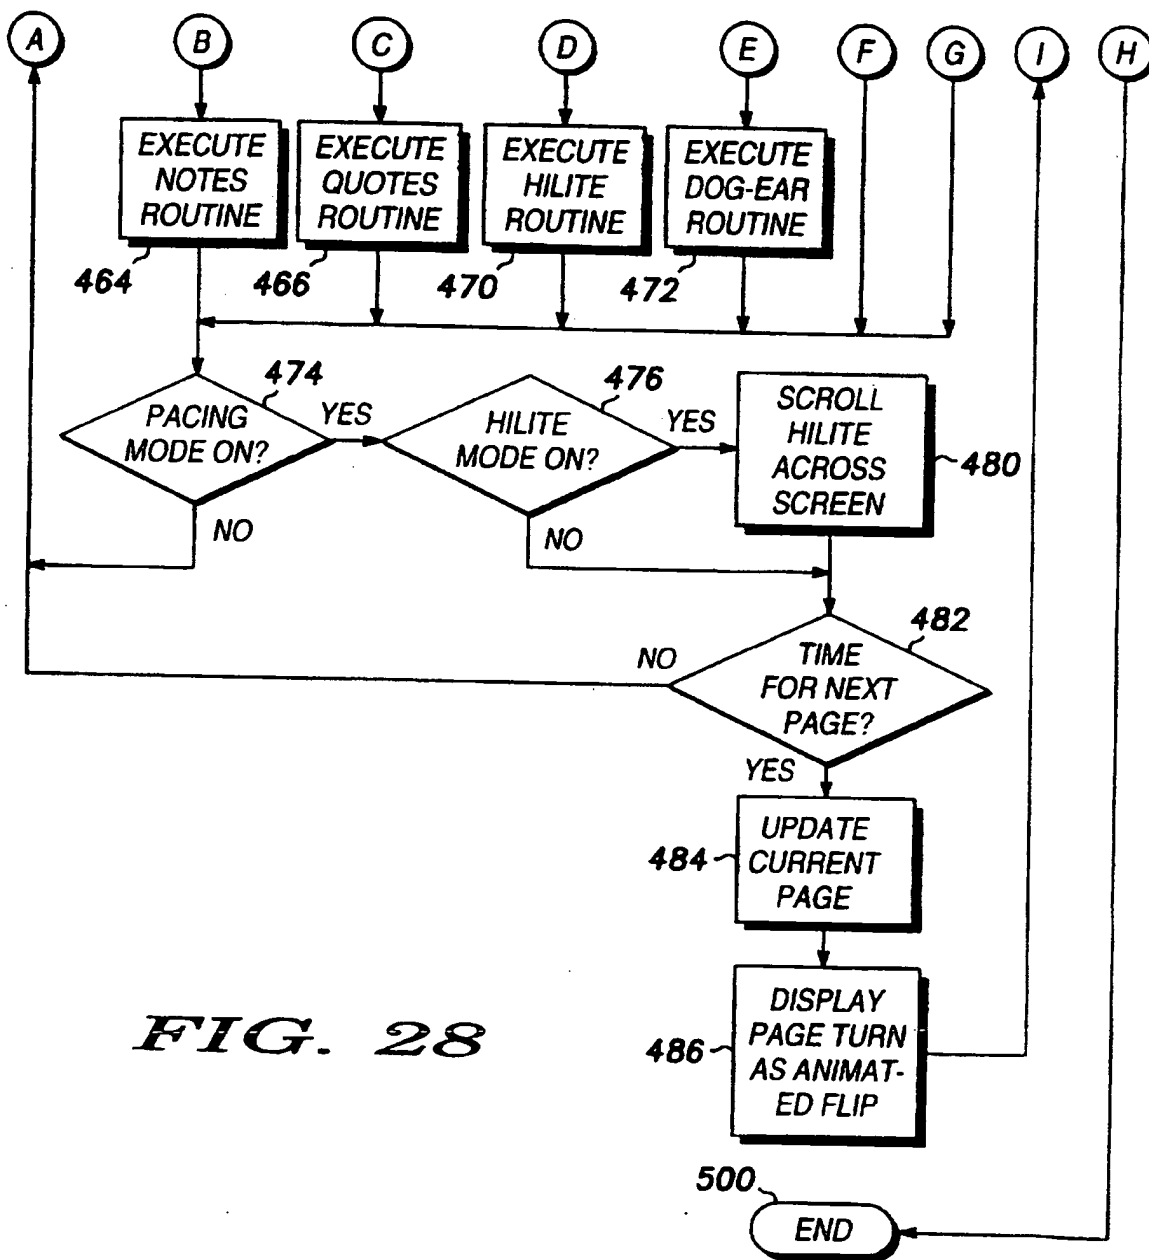 A B C D E F G I H
EXECUTE
NOTES
ROUTINE
EXECUTE
QUOTES
ROUTINE
EXECUTE
HILITE
ROUTINE
EXECUTE
DOG-EAR
ROUTINE
464
466
470
472
474
PACING
MODE ON?
YES
NO
476
HILITE
MODE ON?
YES
NO
SCROLL
HILITE
ACROSS
SCREEN
480
482
TIME
FOR NEXT
PAGE?
NO
YES
484
UPDATE
CURRENT
PAGE
486
DISPLAY
PAGE TURN
AS ANIMAT-
ED FLIP
FIG. 28
500
END